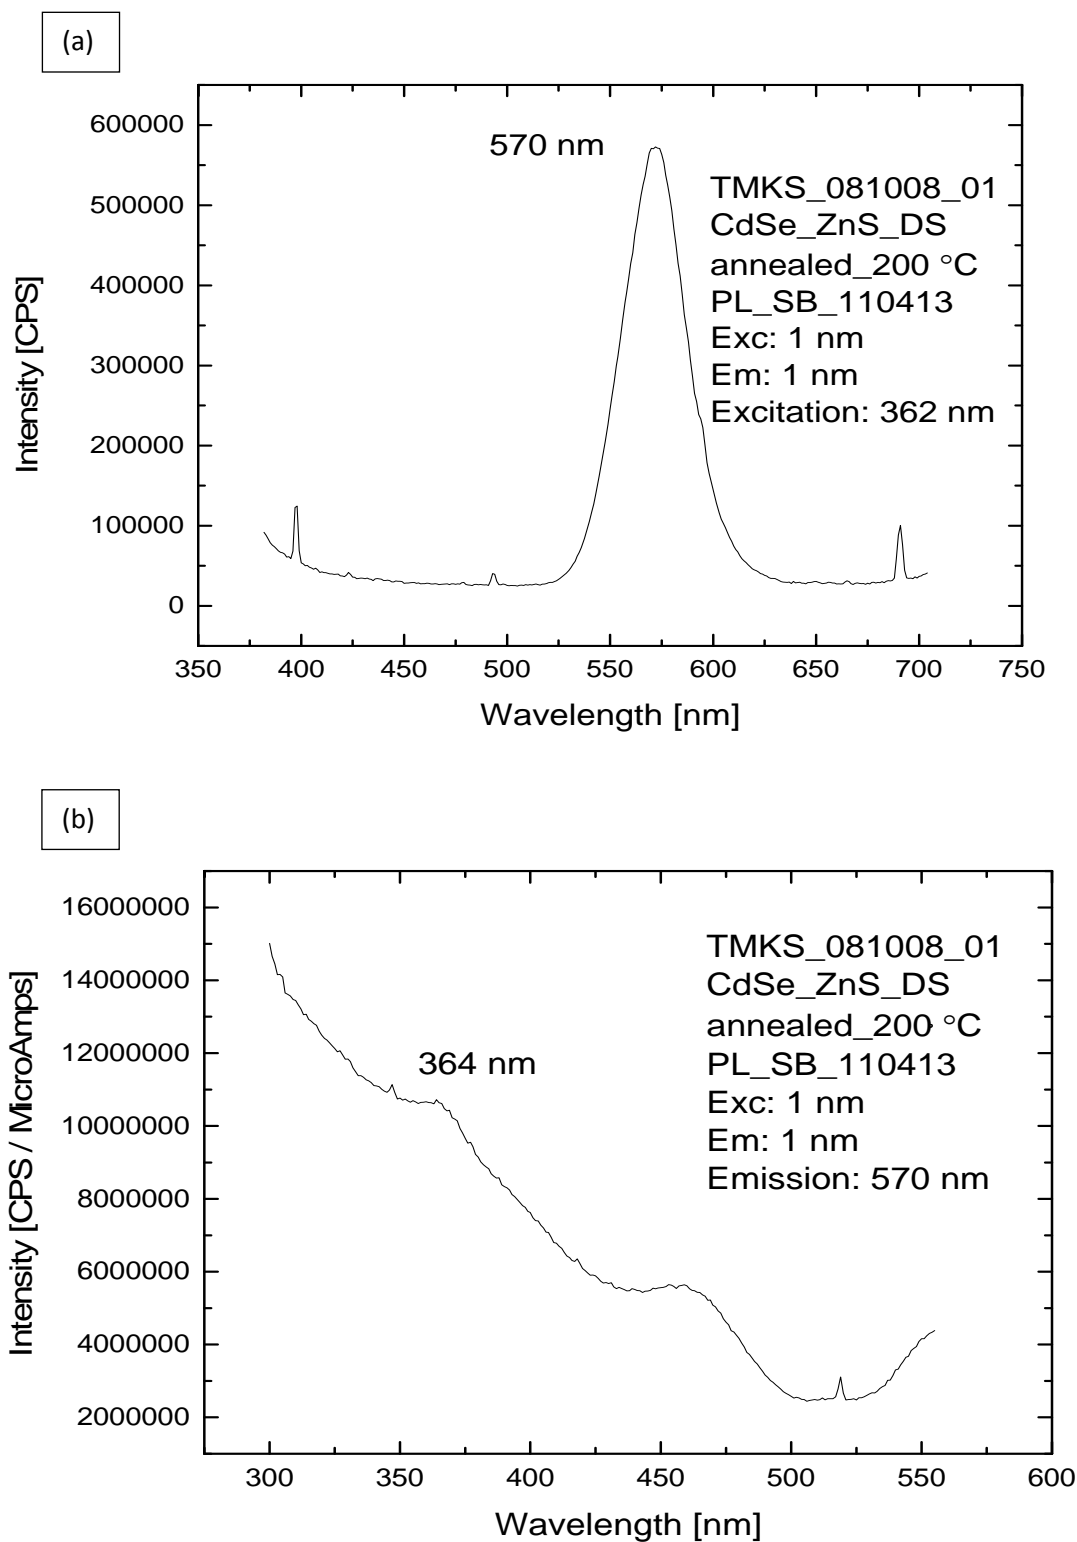 (a)
600000
500000
400000
300000
200000
100000
0
Intensity [CPS]
570 nm
TMKS_081008_01
CdSe_ZnS_DS
annealed_200 °C
PL_SB_110413
Exc: 1 nm
Em: 1 nm
Excitation: 362 nm
350 400 450 500 550 600 650 700 750
Wavelength [nm]
(b)
16000000
14000000
12000000
10000000
8000000
6000000
4000000
2000000
Intensity [CPS / MicroAmps]
364 nm
TMKS_081008_01
CdSe_ZnS_DS
annealed_200 °C
PL_SB_110413
Exc: 1 nm
Em: 1 nm
Emission: 570 nm
300 350 400 450 500 550 600
Wavelength [nm]